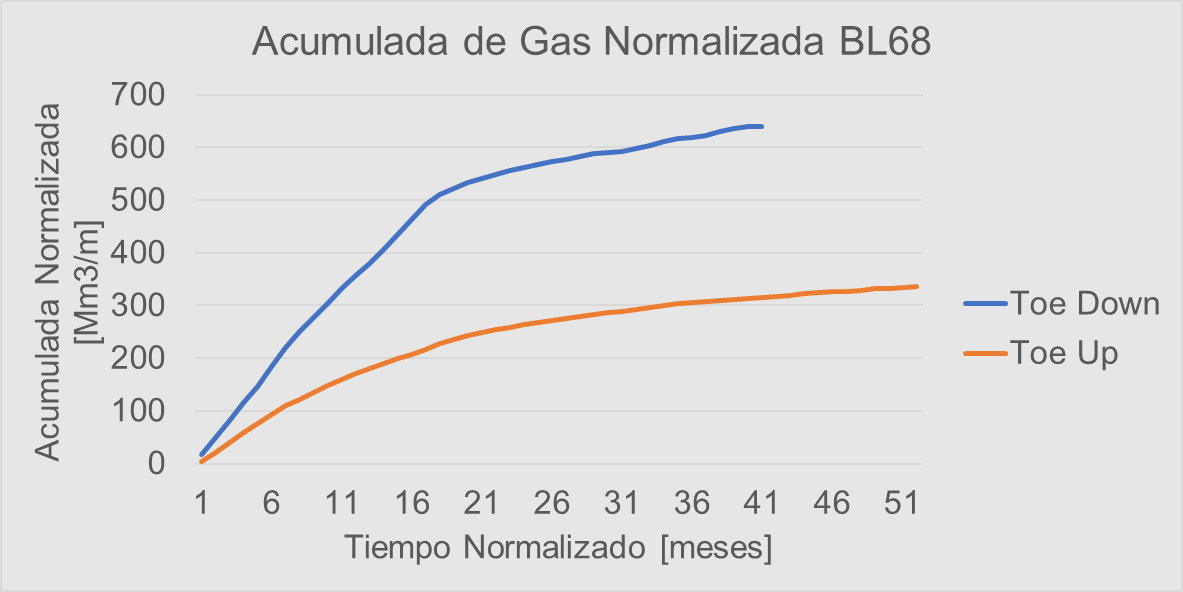 Acumulada de Gas Normalizada BL68
Acumulada Normalizada
[Mm3/m]
700
600
500
400
300
200
100
0
1 6 11 16 21 26 31 36 41 46 51
Tiempo Normalizado [meses]
Toe Down
Toe Up